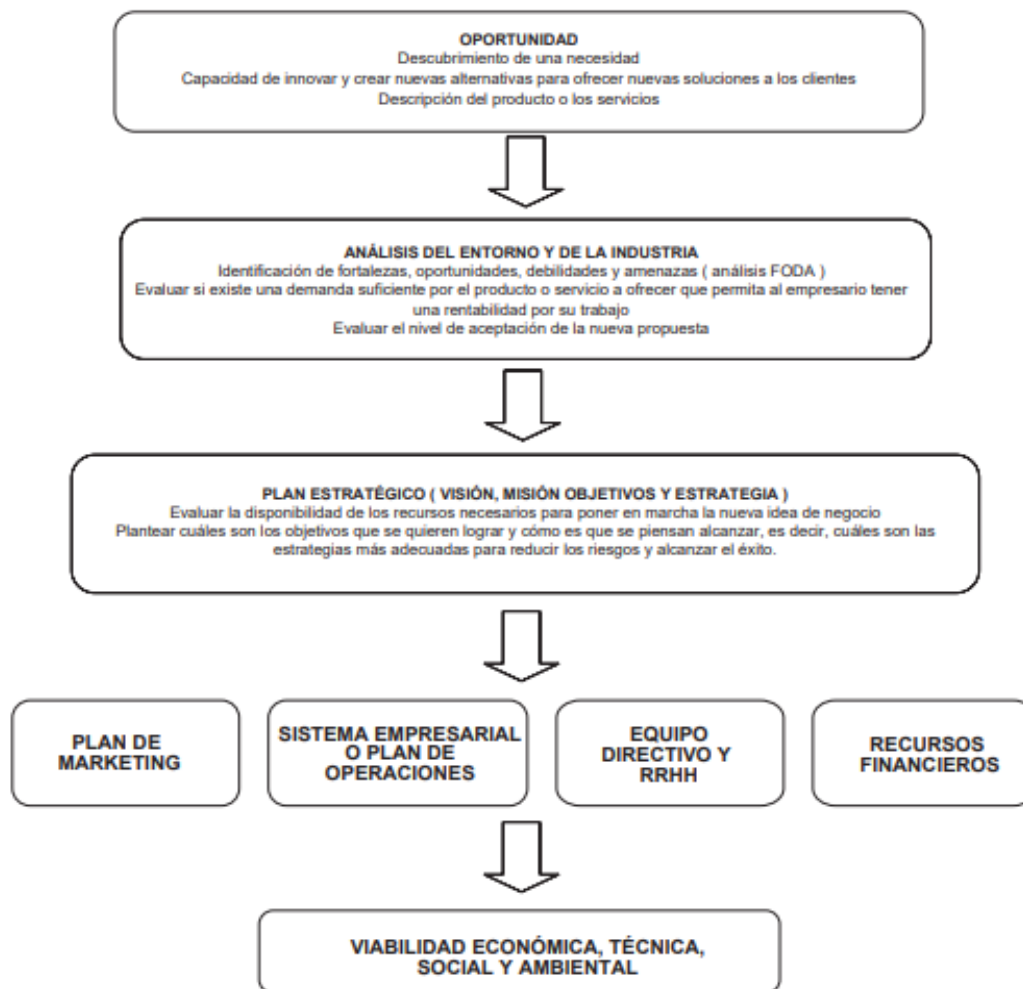 OPORTUNIDAD
Descubrimiento de una necesidad
Capacidad de innovar y crear nuevas alternativas para ofrecer nuevas soluciones a los clientes
Descripción del producto o los servicios
ANÁLISIS DEL ENTORNO Y DE LA INDUSTRIA
Identificación de fortalezas, oportunidades, debilidades y amenazas ( análisis FODA )
Evaluar si existe una demanda suficiente por el producto o servicio a ofrecer que permita al empresario tener
una rentabilidad por su trabajo
Evaluar el nivel de aceptación de la nueva propuesta
PLAN ESTRATÉGICO ( VISIÓN, MISIÓN OBJETIVOS Y ESTRATEGIA )
Evaluar la disponibilidad de los recursos necesarios para poner en marcha la nueva idea de negocio
Plantear cuáles son los objetivos que se quieren lograr y cómo es que se piensan alcanzar, es decir, cuáles son las
estrategias más adecuadas para reducir los riesgos y alcanzar el éxito.
PLAN DE
MARKETING
SISTEMA EMPRESARIAL
O PLAN DE
OPERACIONES
EQUIPO
DIRECTIVO Y
RRHH
RECURSOS
FINANCIEROS
VIABILIDAD ECONÓMICA, TÉCNICA,
SOCIAL Y AMBIENTAL